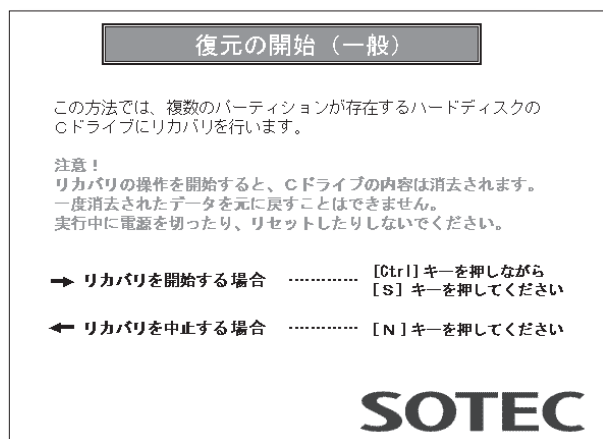 復元の開始（一般）
この方法では、複数のパーティションが存在するハードディスクの
Ｃドライブにリカバリを行います。
注意！
リカバリの操作を開始すると、Ｃドライブの内容は消去されます。
一度消去されたデータを元に戻すことはできません。
実行中に電源を切ったり、リセットしたりしないでください。
➡ リカバリを開始する場合 ………… [Ctrl]キーを押しながら
[Ｓ] キーを押してください
⬅ リカバリを中止する場合 ………… [Ｎ]キーを押してください
SOTEC